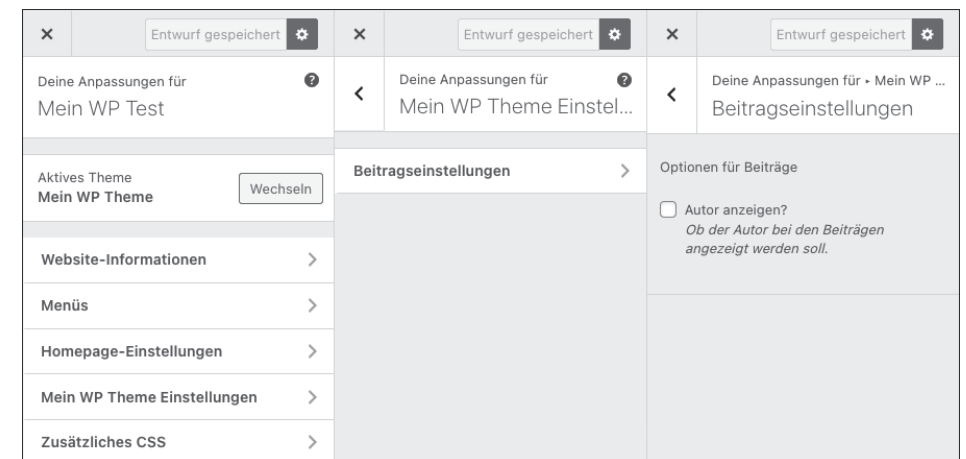 Entwurf gespeichert
Deine Anpassungen für
Mein WP Test
Aktives Theme
Mein WP Theme
Wechseln
Website-Informationen
Menüs
Homepage-Einstellungen
Mein WP Theme Einstellungen
Zusätzliches CSS
Entwurf gespeichert
Deine Anpassungen für
Mein WP Theme Einstel...
Beitragseinstellungen
Entwurf gespeichert
Deine Anpassungen für ▸ Mein WP ...
Beitragseinstellungen
Optionen für Beiträge
Autor anzeigen?
Ob der Autor bei den Beiträgen
angezeigt werden soll.